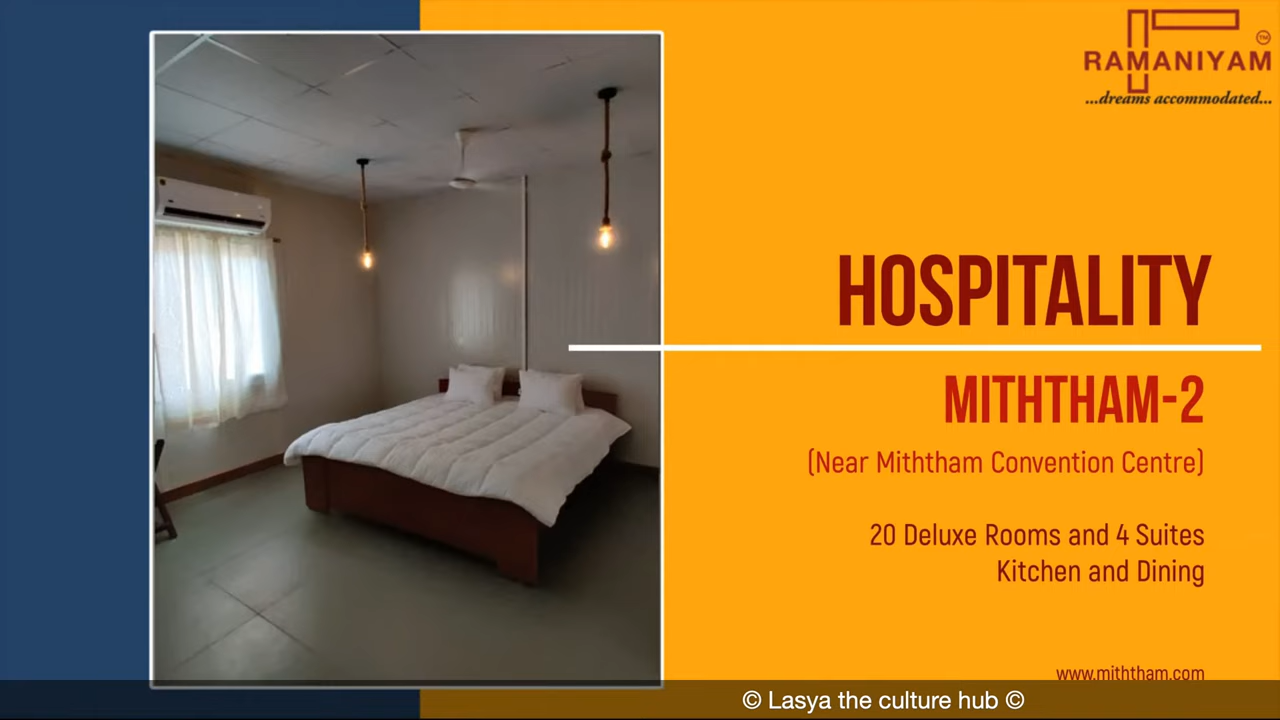 RAMANIYAM
TM
...dreams accommodated...
HOSPITALITY
MITHTHAM-2
(Near Miththam Convention Centre)
20 Deluxe Rooms and 4 Suites
Kitchen and Dining
www.miththam.com
© Lasya the culture hub ©